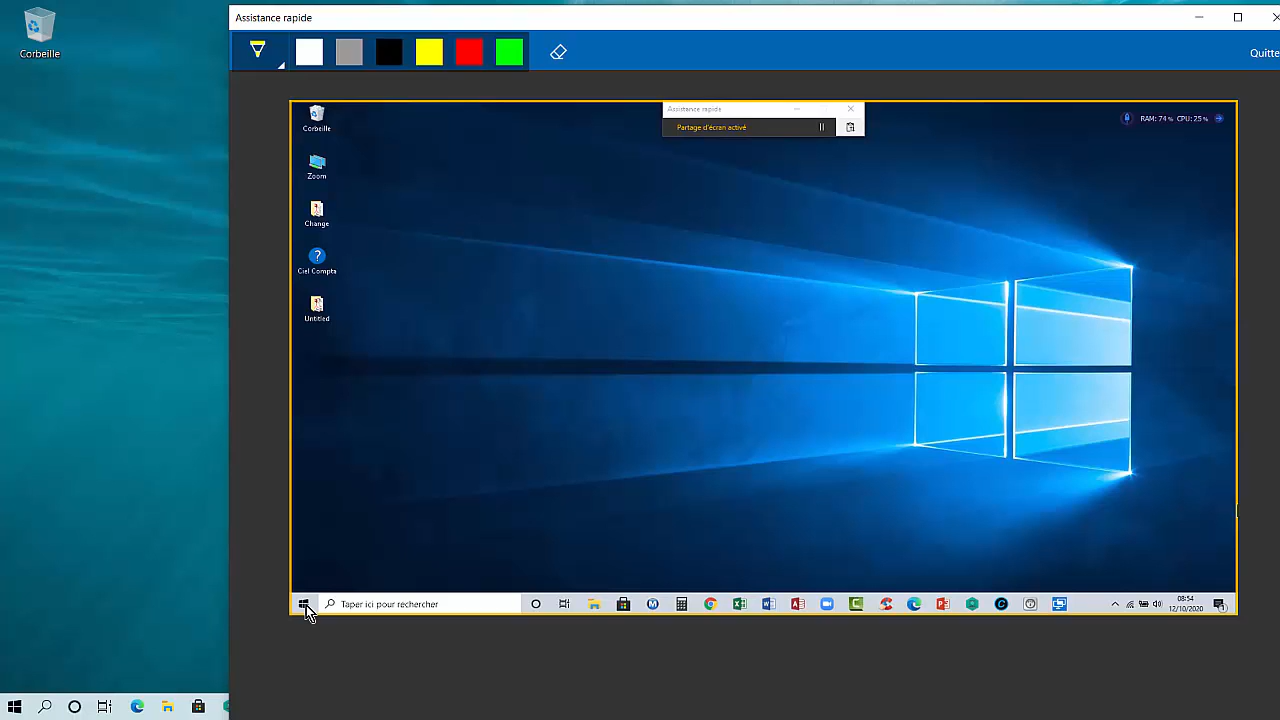 Corbeille
Assistance rapide
Quitte
Corbeille
Zoom
Change
?
Ciel Compta
Untitled
Assistance rapide
Partage d'écran activé
RAM: 74 % CPU: 25 %
Taper ici pour rechercher
08:54
12/10/2020